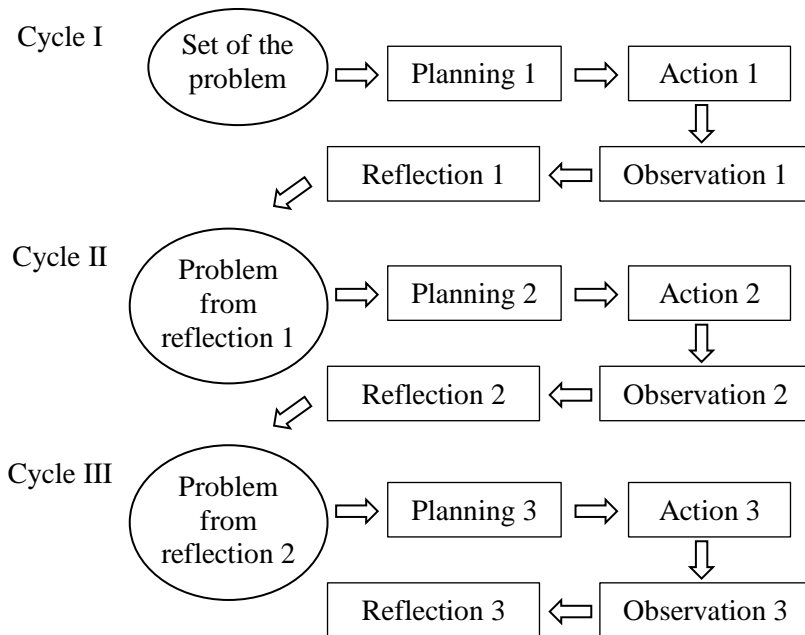 Cycle I
Set of the
problem
Planning 1
Action 1
Reflection 1
Observation 1
Cycle II
Problem
from
reflection 1
Planning 2
Action 2
Reflection 2
Observation 2
Cycle III
Problem
from
reflection 2
Planning 3
Action 3
Reflection 3
Observation 3